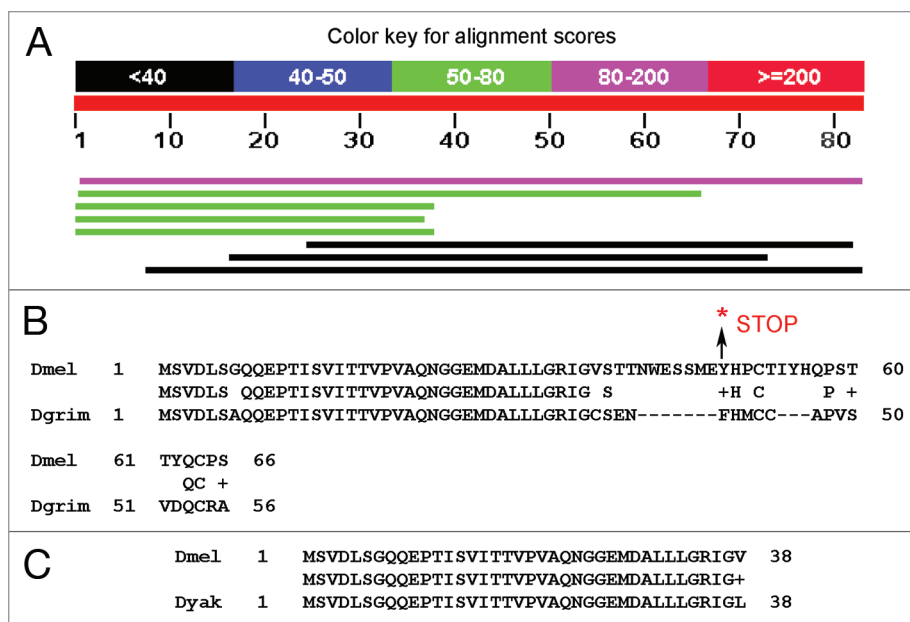 A
Color key for alignment scores
<40 40-50 50-80 80-200 >=200
1 10 20 30 40 50 60 70 80
B
* STOP
Dmel 1 MSVDLSGQQEPTISVITTVPVAQNGGEMDALLLGRIGVSTTNWESSMEYHPCTIYHQPST 60
MSVDLS QQEPTISVITTVPVAQNGGEMDALLLGRIG S +H C P +
Dgrim 1 MSVDLSAQQEPTISVITTVPVAQNGGEMDALLLGRIGCSEN-------FHMCC---APVS 50
Dmel 61 TYQCPS 66
QC +
Dgrim 51 VDQCRA 56
C
Dmel 1 MSVDLSGQQEPTISVITTVPVAQNGGEMDALLLGRIGV 38
MSVDLSGQQEPTISVITTVPVAQNGGEMDALLLGRIG+
Dyak 1 MSVDLSGQQEPTISVITTVPVAQNGGEMDALLLGRIGL 38